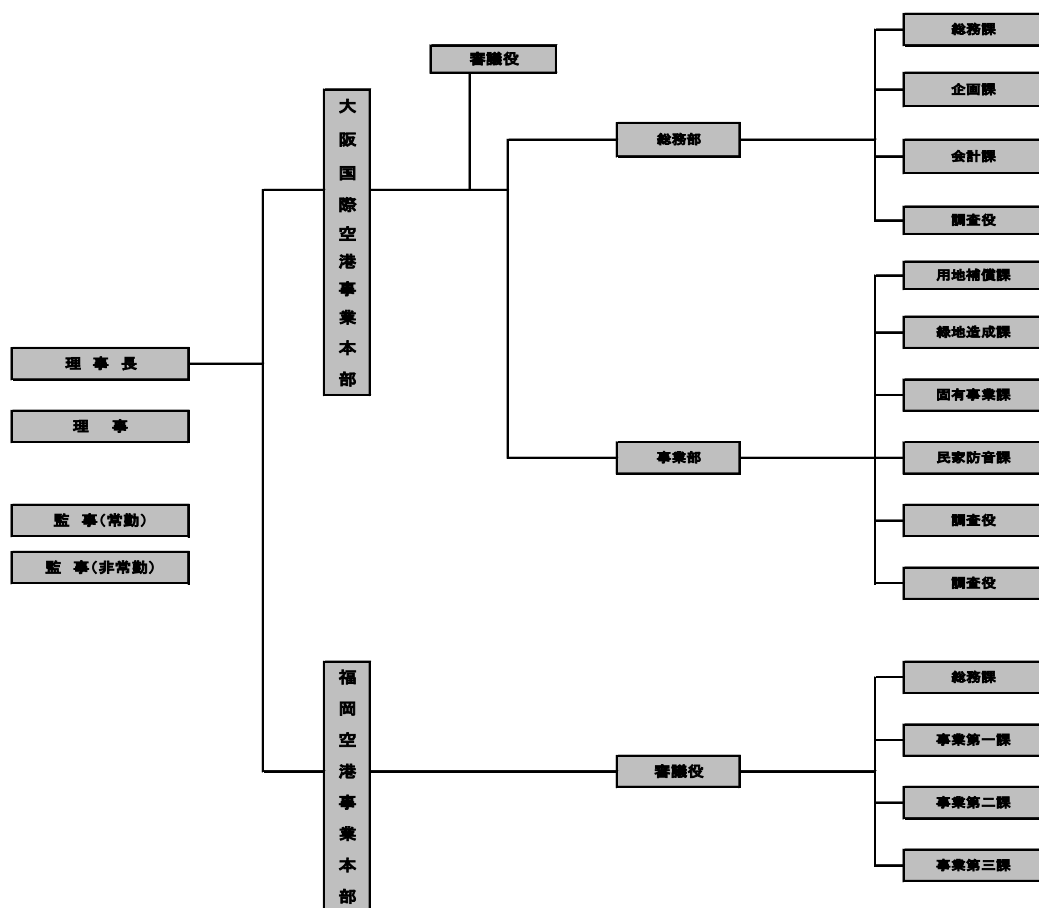 理事長
理 事
監 事(常勤)
監 事(非常勤)
大阪国際空港事業本部
審議役
総務部
総務課
企画課
会計課
調査役
事業部
用地補償課
緑地造成課
固有事業課
民家防音課
調査役
調査役
福岡空港事業本部
審議役
総務課
事業第一課
事業第二課
事業第三課